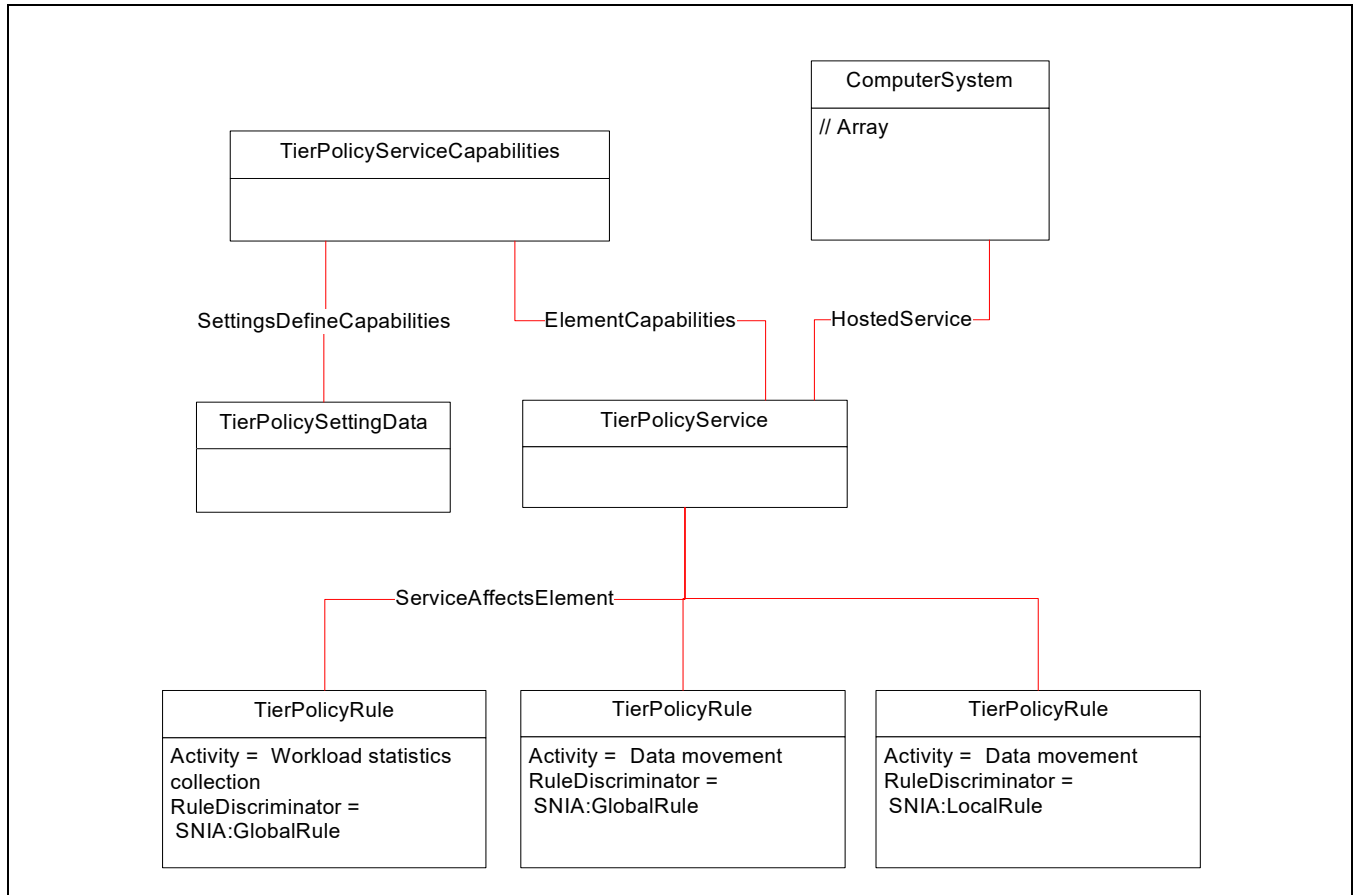 ComputerSystem
// Array
TierPolicyServiceCapabilities
SettingsDefineCapabilities
ElementCapabilities
HostedService
TierPolicySettingData
TierPolicyService
ServiceAffectsElement
TierPolicyRule
Activity =  Workload statistics
collection
RuleDiscriminator =
SNIA:GlobalRule
TierPolicyRule
Activity =  Data movement
RuleDiscriminator =
SNIA:GlobalRule
TierPolicyRule
Activity =  Data movement
RuleDiscriminator =
SNIA:LocalRule